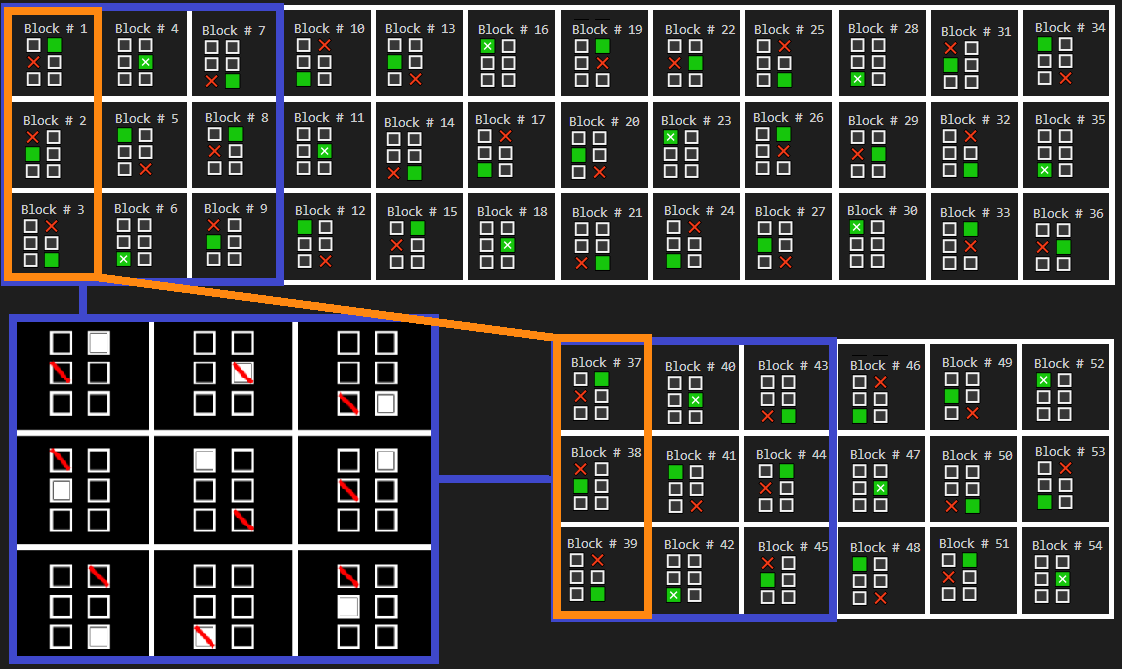 Block # 1
Block # 4
Block # 7
Block # 10
Block # 13
Block # 16
Block # 19
Block # 22
Block # 25
Block # 28
Block # 31
Block # 34
Block # 2
Block # 5
Block # 8
Block # 11
Block # 14
Block # 17
Block # 20
Block # 23
Block # 26
Block # 29
Block # 32
Block # 35
Block # 3
Block # 6
Block # 9
Block # 12
Block # 15
Block # 18
Block # 21
Block # 24
Block # 27
Block # 30
Block # 33
Block # 36
Block # 37
Block # 40
Block # 43
Block # 46
Block # 49
Block # 52
Block # 38
Block # 41
Block # 44
Block # 47
Block # 50
Block # 53
Block # 39
Block # 42
Block # 45
Block # 48
Block # 51
Block # 54